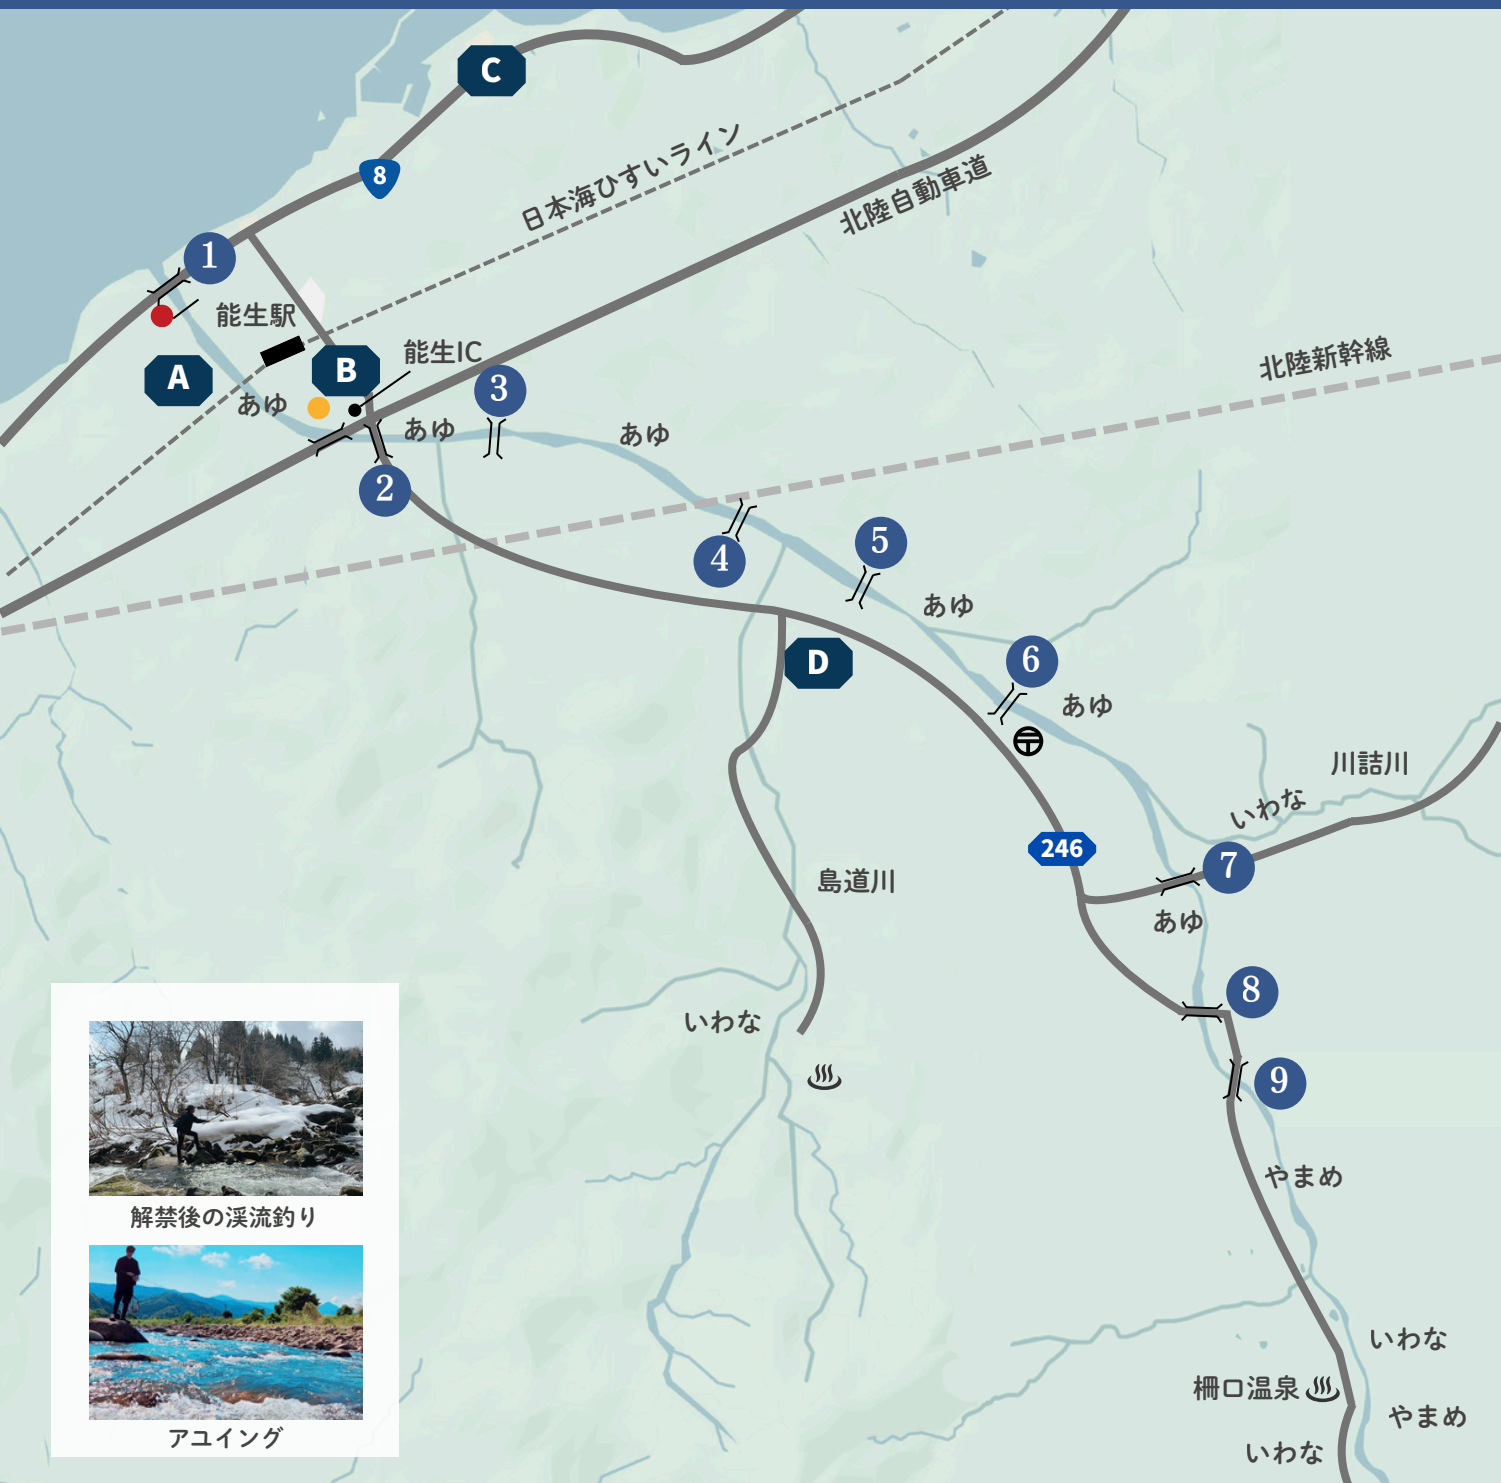 C
日本海ひすいライン
8
北陸自動車道
1
能生駅
能生IC
B
A
3
北陸新幹線
あゆ
あゆ
あゆ
2
4
5
あゆ
D
6
あゆ
川詰川
いわな
246
7
島道川
あゆ
8
いわな
9
やまめ
解禁後の渓流釣り
いわな
柵口温泉
やまめ
アユイング
いわな